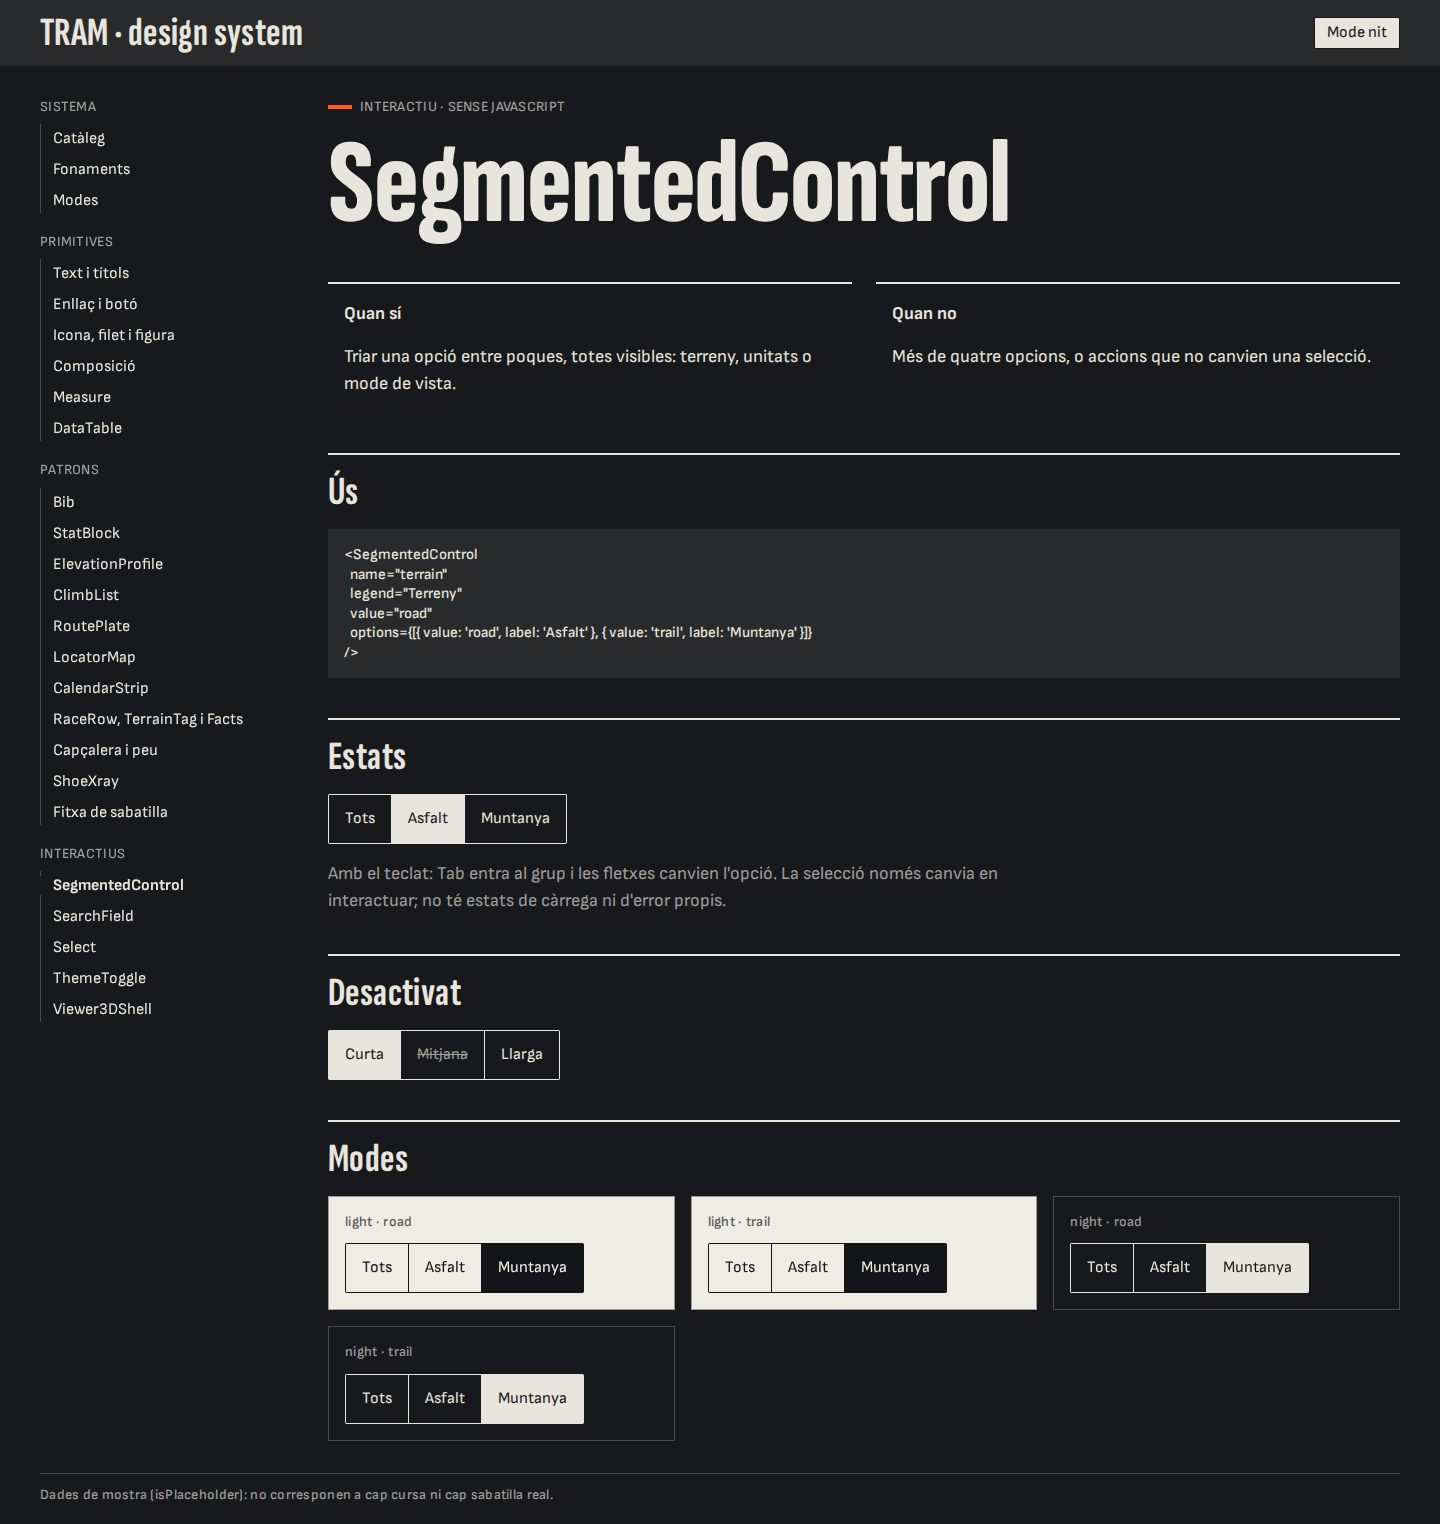 TRAM · design system
Mode nit
SISTEMA
Catàleg
Fonaments
Modes
PRIMITIVES
Text i títols
Enllaç i botó
Icona, filet i figura
Composició
Measure
DataTable
PATRONS
Bib
StatBlock
ElevationProfile
ClimbList
RoutePlate
LocatorMap
CalendarStrip
RaceRow, TerrainTag i Facts
Capçalera i peu
ShoeXray
Fitxa de sabatilla
INTERACTIUS
SegmentedControl
SearchField
Select
ThemeToggle
Viewer3DShell
INTERACTIU · SENSE JAVASCRIPT
SegmentedControl
Quan sí
Triar una opció entre poques, totes visibles: terreny, unitats o
mode de vista.
Quan no
Més de quatre opcions, o accions que no canvien una selecció.
Ús
<SegmentedControl
name="terrain"
legend="Terreny"
value="road"
options={[{ value: 'road', label: 'Asfalt' }, { value: 'trail', label: 'Muntanya' }]}
/>
Estats
Tots Asfalt Muntanya
Amb el teclat: Tab entra al grup i les fletxes canvien l'opció. La selecció només canvia en
interactuar; no té estats de càrrega ni d'error propis.
Desactivat
Curta Mitjana Llarga
Modes
light · road
Tots Asfalt Muntanya
light · trail
Tots Asfalt Muntanya
night · road
Tots Asfalt Muntanya
night · trail
Tots Asfalt Muntanya
Dades de mostra (isPlaceholder): no corresponen a cap cursa ni cap sabatilla real.